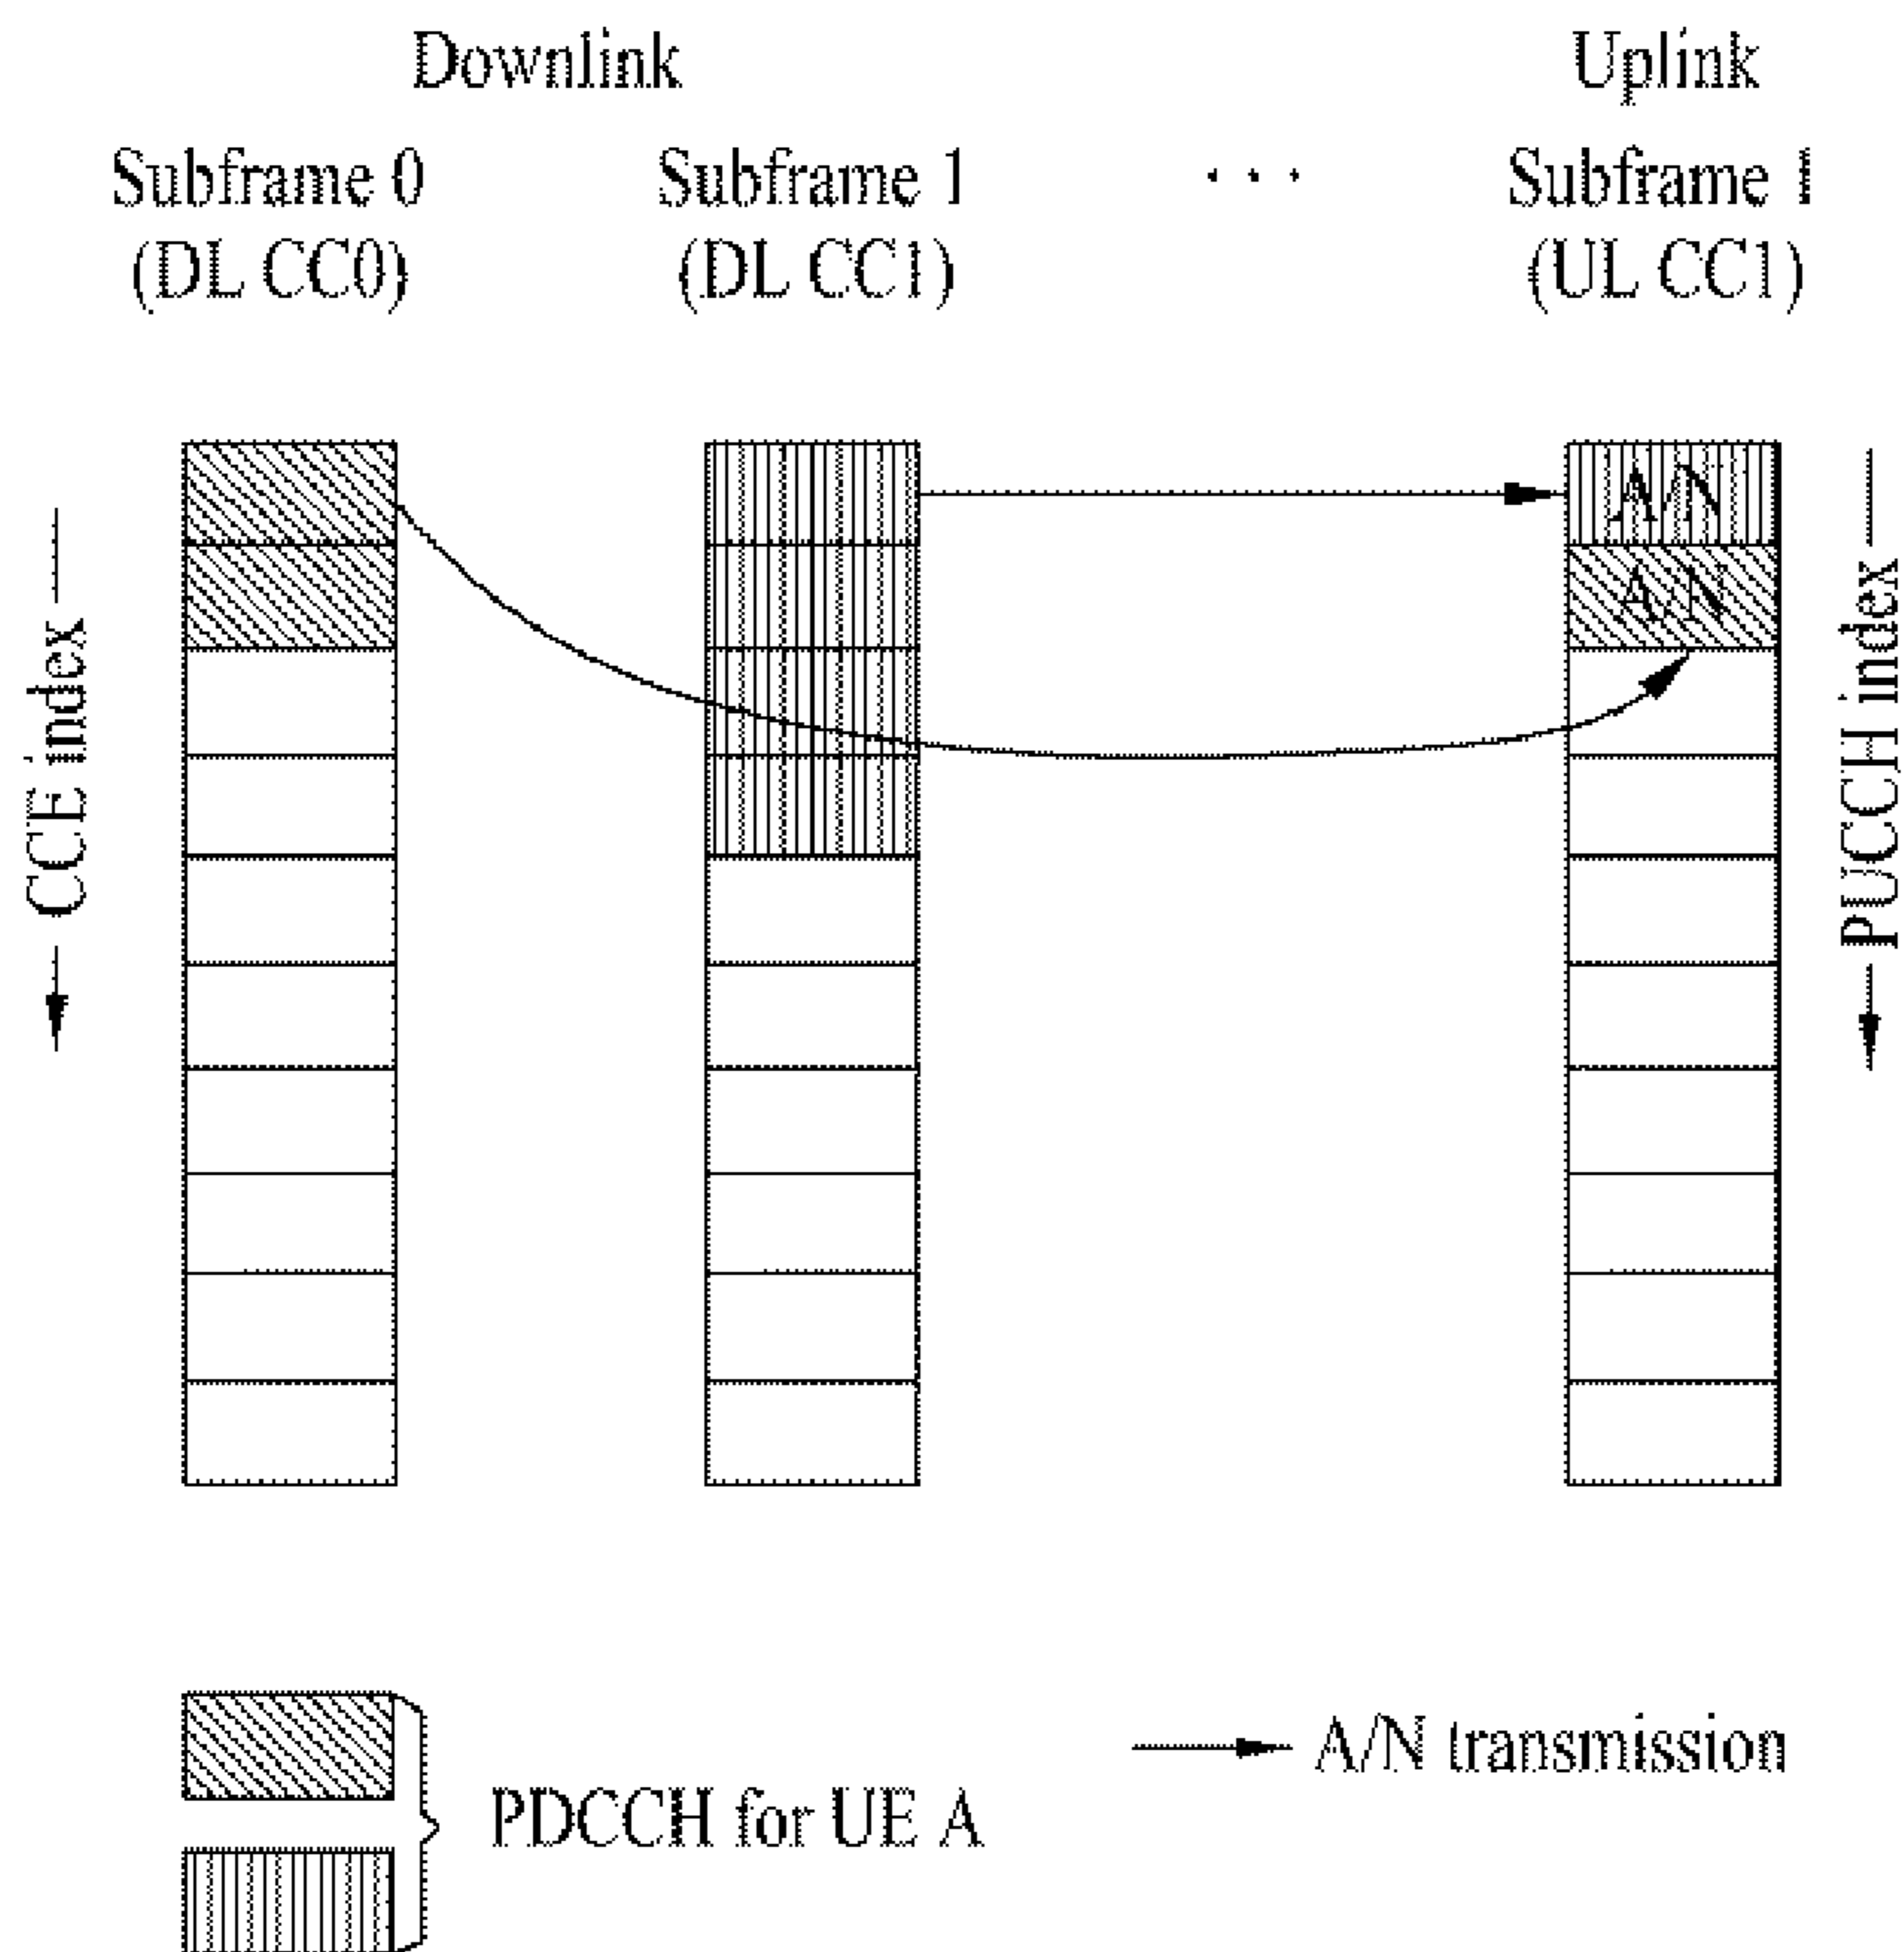 Downlink
Uplink
Subframe 0
(DL CC0)
Subframe 1
(DL CC1)
. . .
Subframe 1
(UL CC1)
CCE index
A/N
A/N
PUCCH index
PDCCH for UE A
A/N transmission